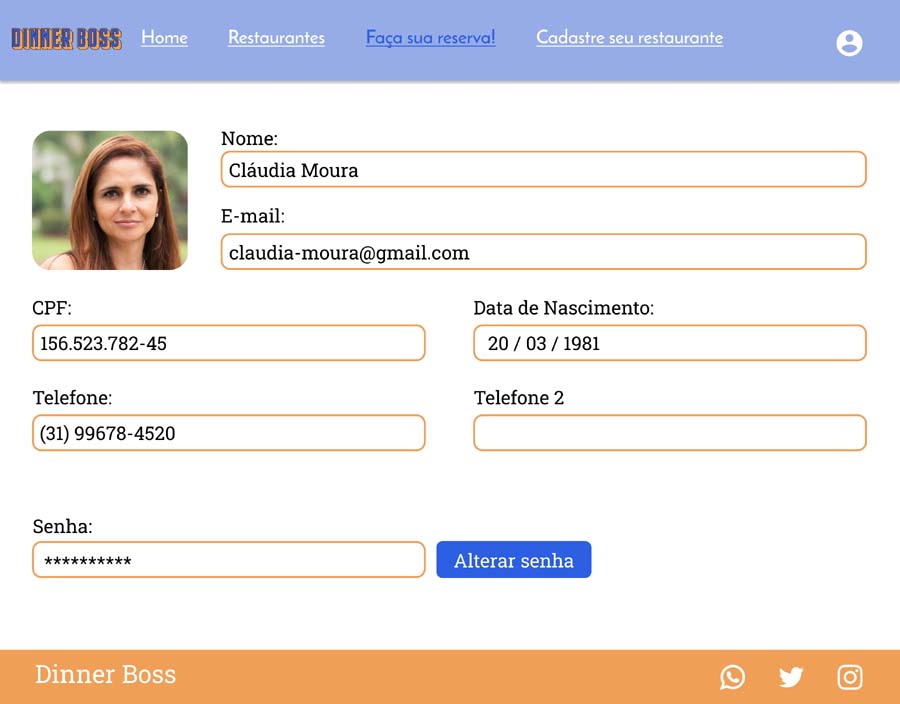 DINNER BOSS Home Restaurantes Faça sua reserva! Cadastre seu restaurante
Nome:
Cláudia Moura
E-mail:
claudia-moura@gmail.com
CPF: Data de Nascimento:
156.523.782-45 20 / 03 / 1981
Telefone: Telefone 2
(31) 99678-4520
Senha:
********** Alterar senha
Dinner Boss